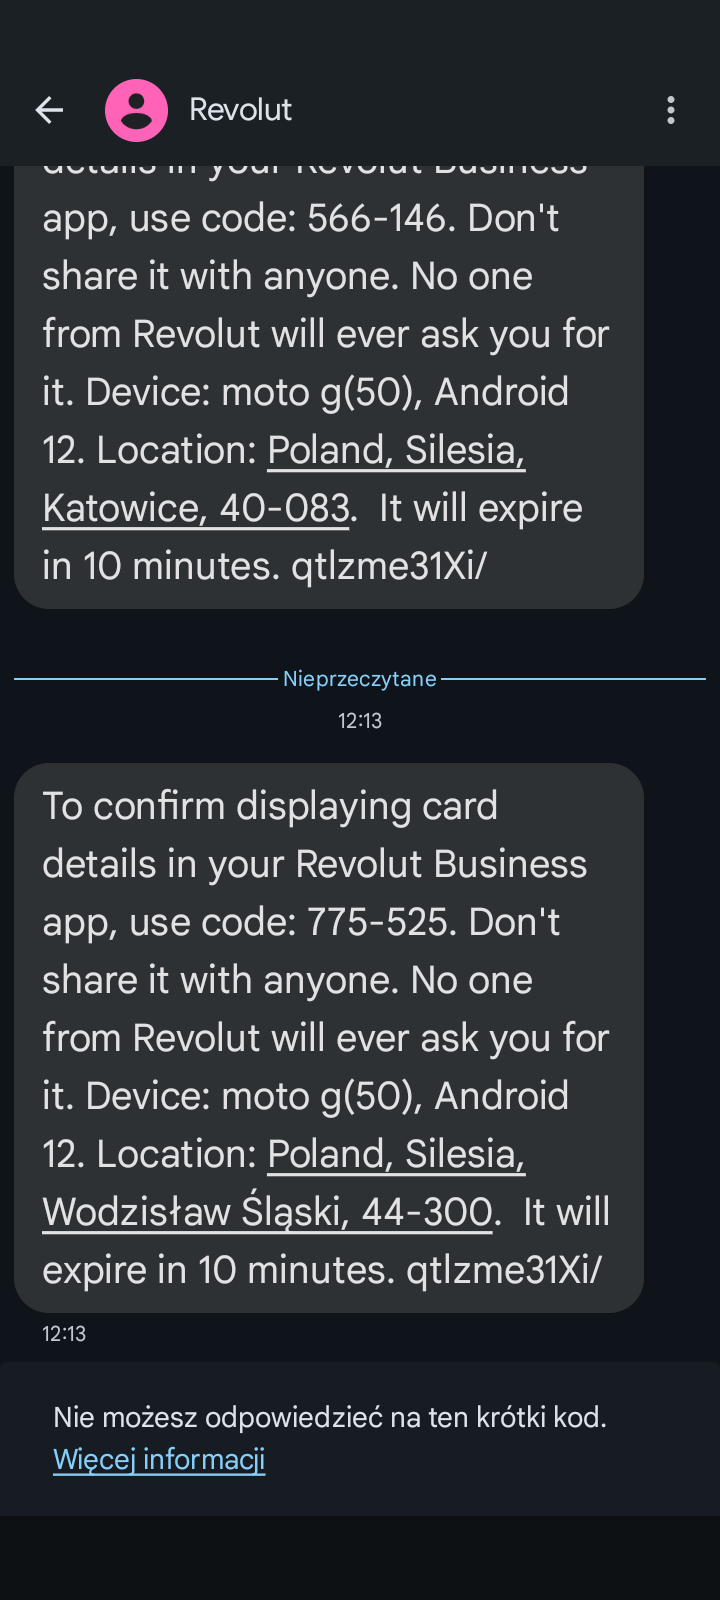 Revolut
details in your Revolut Business
app, use code: 566-146. Don't
share it with anyone. No one
from Revolut will ever ask you for
it. Device: moto g(50), Android
12. Location: Poland, Silesia,
Katowice, 40-083.  It will expire
in 10 minutes. qtlzme31Xi/
Nieprzeczytane
12:13
To confirm displaying card
details in your Revolut Business
app, use code: 775-525. Don't
share it with anyone. No one
from Revolut will ever ask you for
it. Device: moto g(50), Android
12. Location: Poland, Silesia,
Wodzisław Śląski, 44-300.  It will
expire in 10 minutes. qtlzme31Xi/
12:13
Nie możesz odpowiedzieć na ten krótki kod.
Więcej informacji